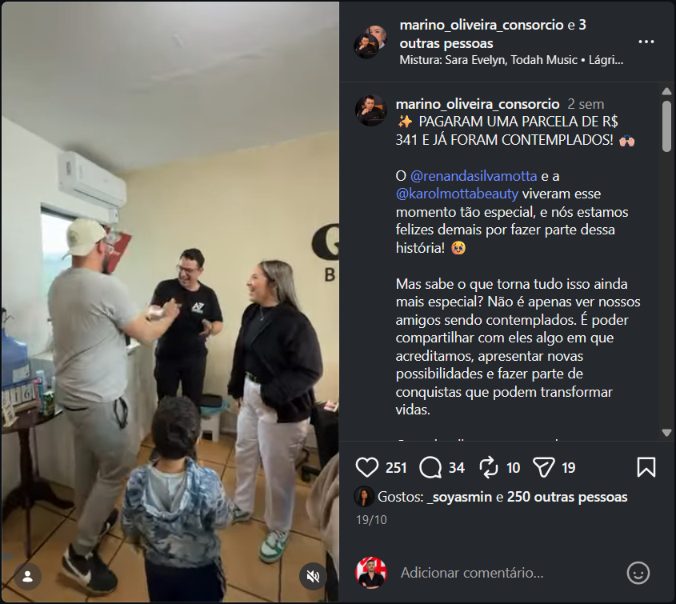 marino_oliveira_consorcio e 3
outras pessoas
Mistura: Sara Evelyn, Todah Music • Lágri...
marino_oliveira_consorcio 2 sem
✨ PAGARAM UMA PARCELA DE R$
341 E JÁ FORAM CONTEMPLADOS! 🙌🏻
O @renandasilvamotta e a
@karolmottabeauty viveram esse
momento tão especial, e nós estamos
felizes demais por fazer parte dessa
história! 🥹
Mas sabe o que torna tudo isso ainda
mais especial? Não é apenas ver nossos
amigos sendo contemplados. É poder
compartilhar com eles algo em que
acreditamos, apresentar novas
possibilidades e fazer parte de
conquistas que podem transformar
vidas.
251 34 10 19
Gostos: _soyasmin e 250 outras pessoas
19/10
Adicionar comentário...